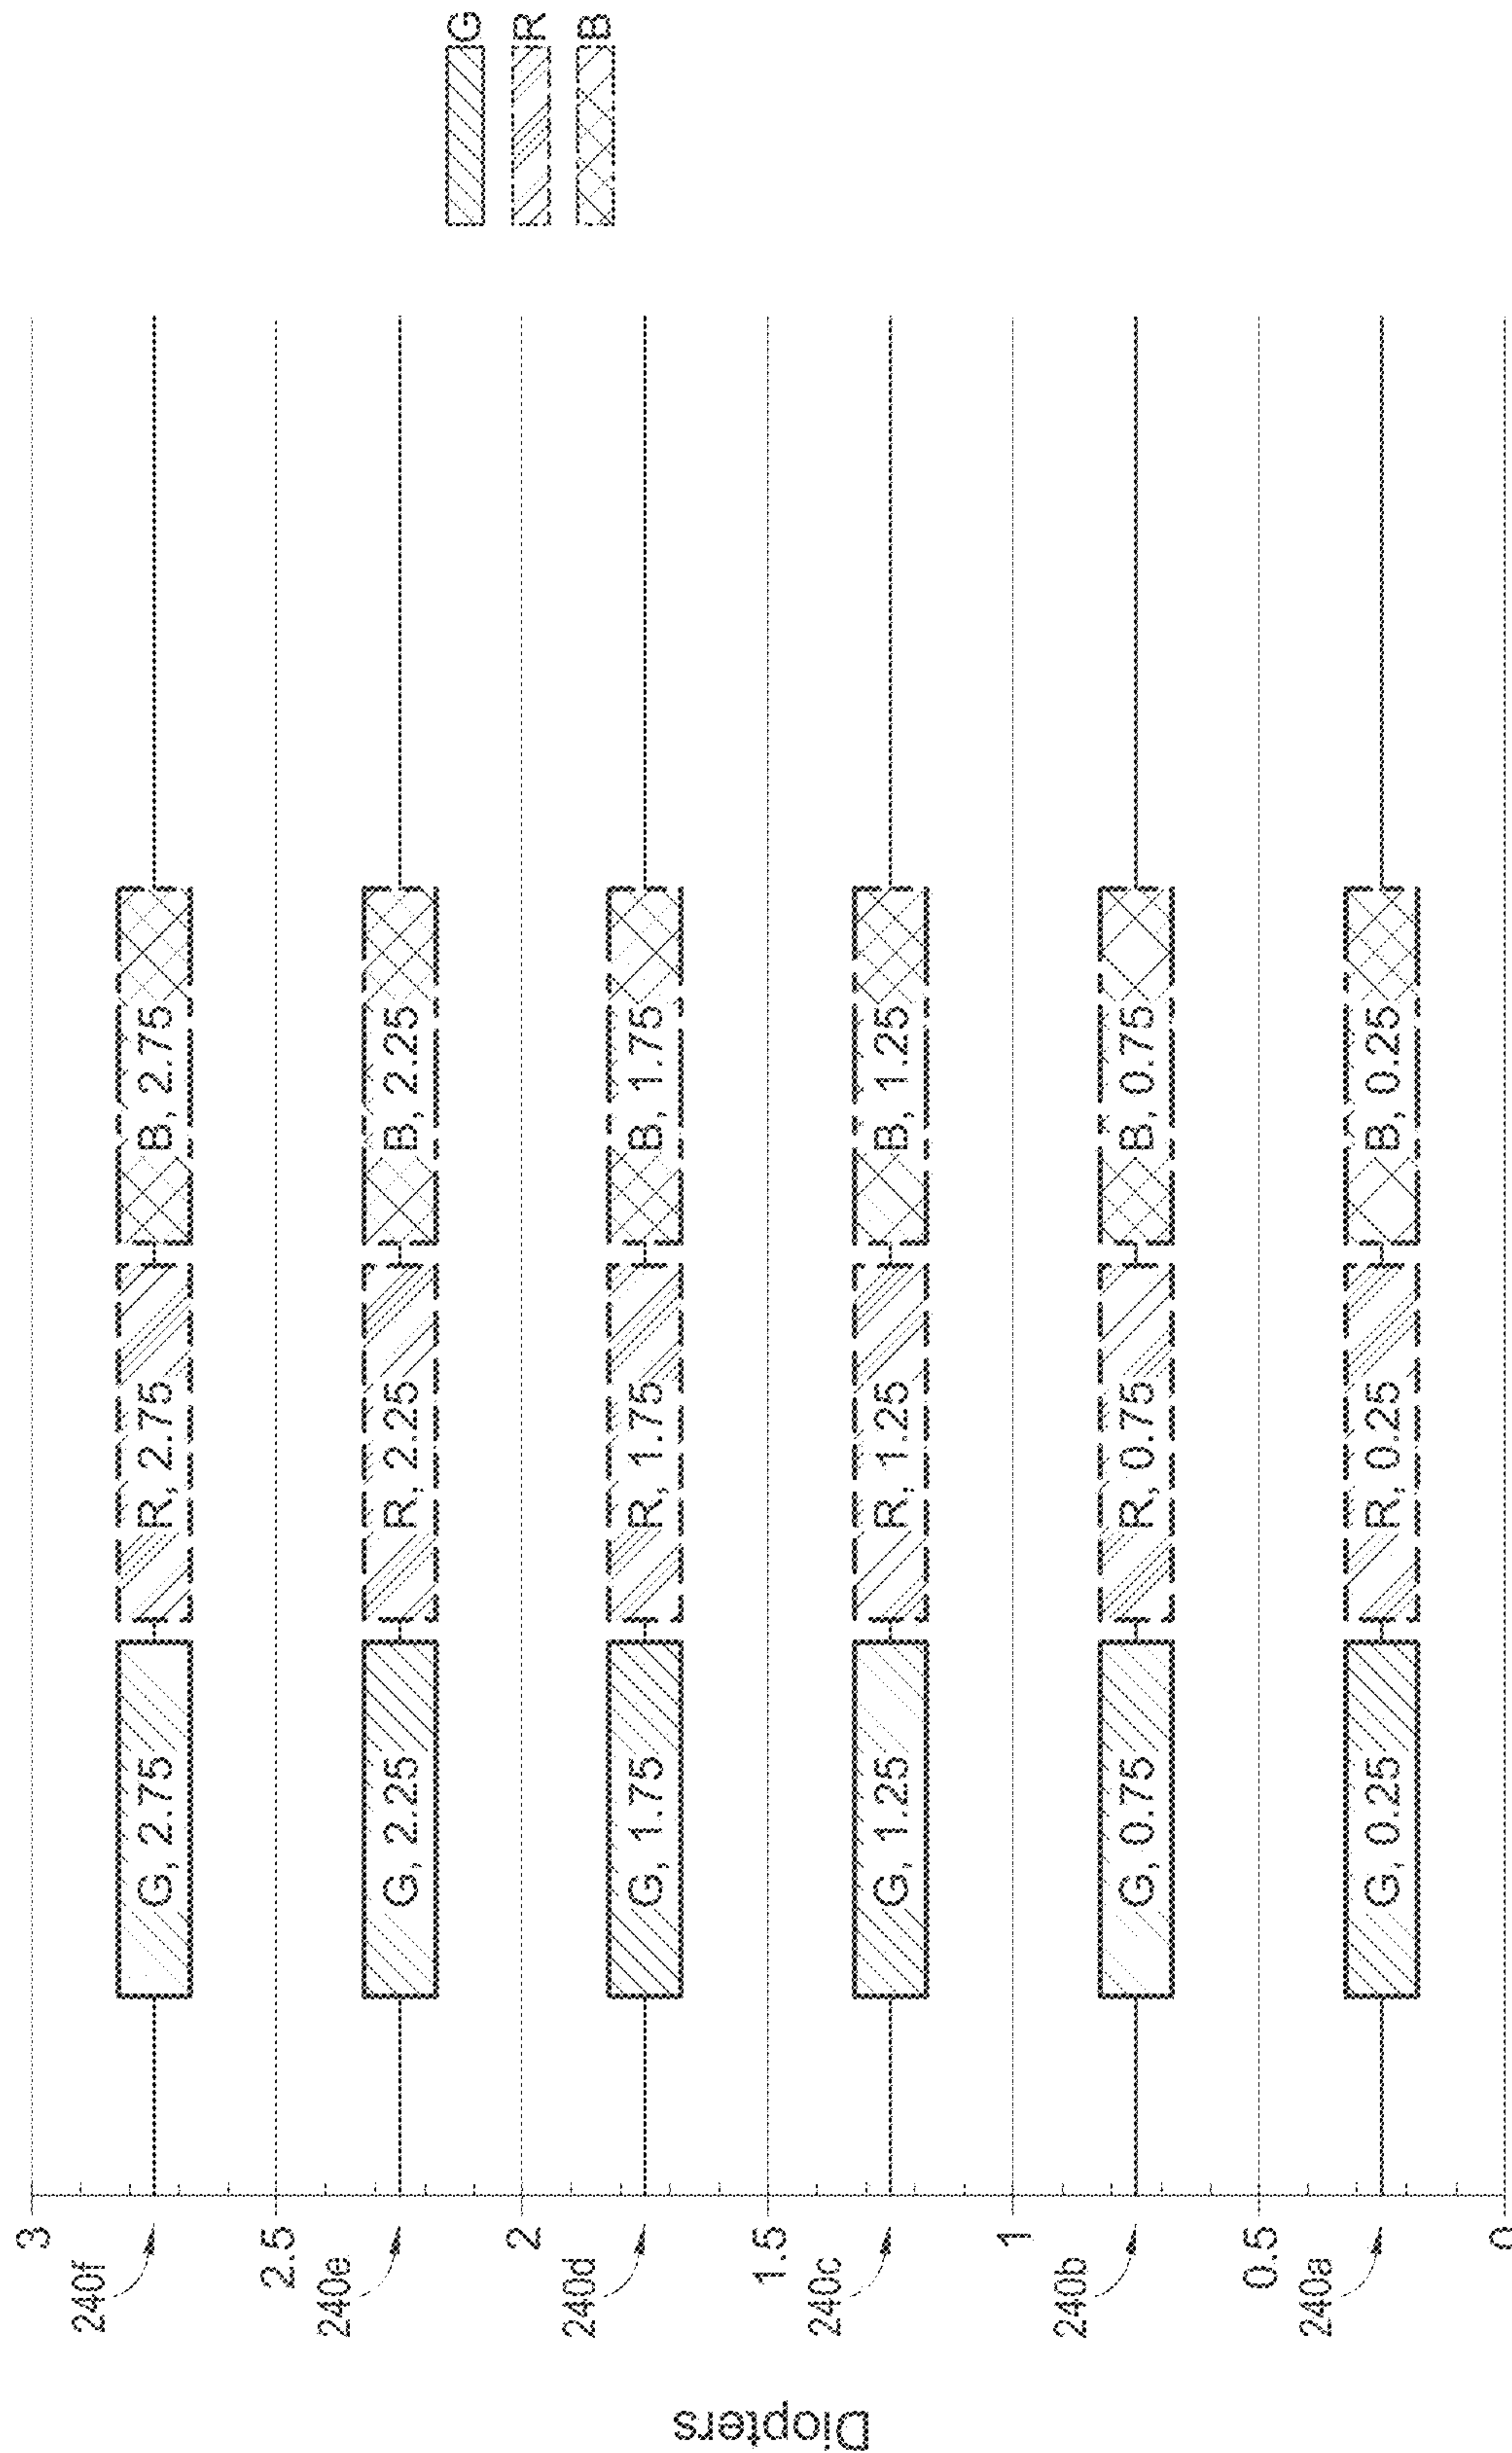 Diopters
3
240f
G, 2.75
R, 2.75
B, 2.75
2.5
240e
G, 2.25
R, 2.25
B, 2.25
2
240d
G, 1.75
R, 1.75
B, 1.75
1.5
240c
G, 1.25
R, 1.25
B, 1.25
1
240b
G, 0.75
R, 0.75
B, 0.75
0.5
240a
G, 0.25
R, 0.25
B, 0.25
0
G
R
B